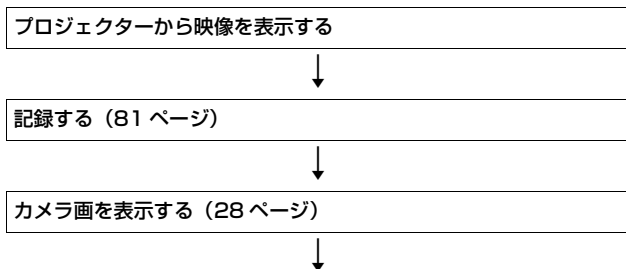 プロジェクターから映像を表示する
記録する（81 ページ）
カメラ画を表示する（28 ページ）